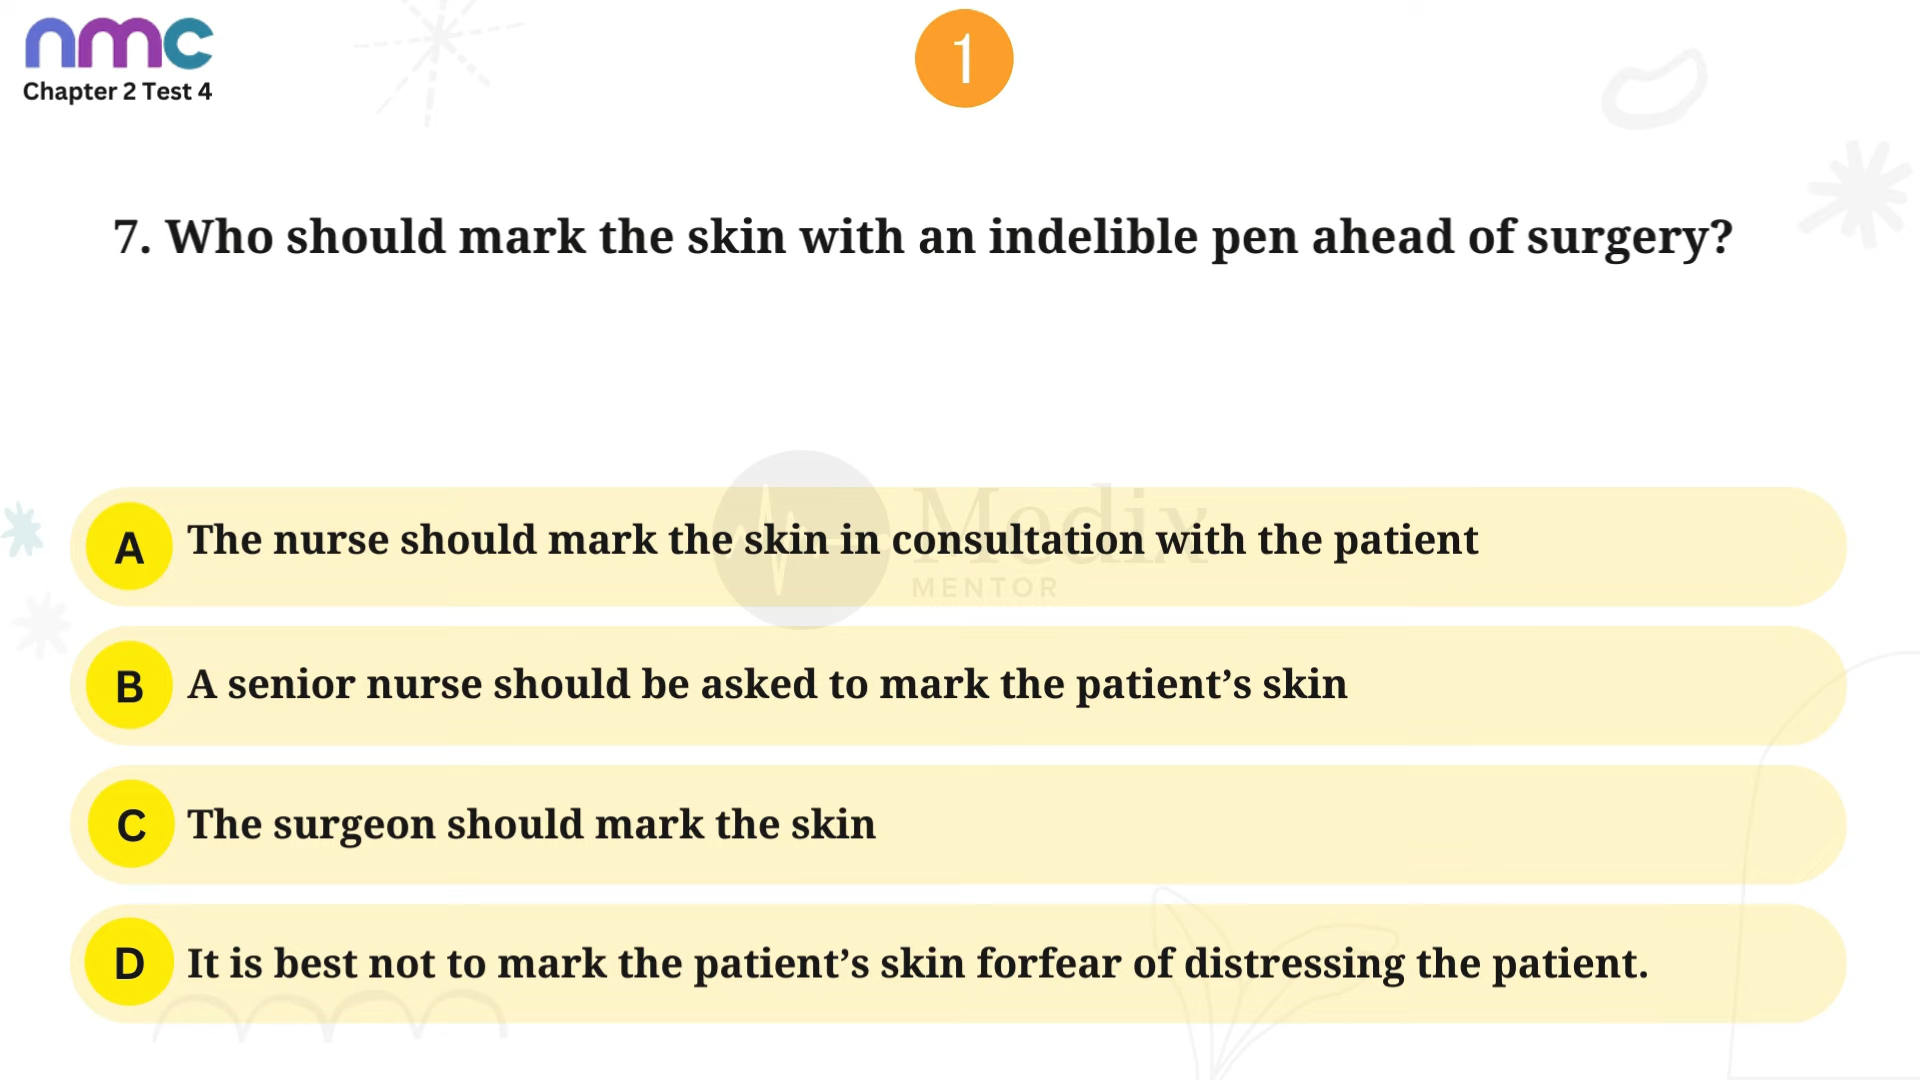 nmc
Chapter 2 Test 4
1
7. Who should mark the skin with an indelible pen ahead of surgery?
A The nurse should mark the skin in consultation with the patient
Medix
MENTOR
B A senior nurse should be asked to mark the patient’s skin
C The surgeon should mark the skin
D It is best not to mark the patient’s skin forfear of distressing the patient.